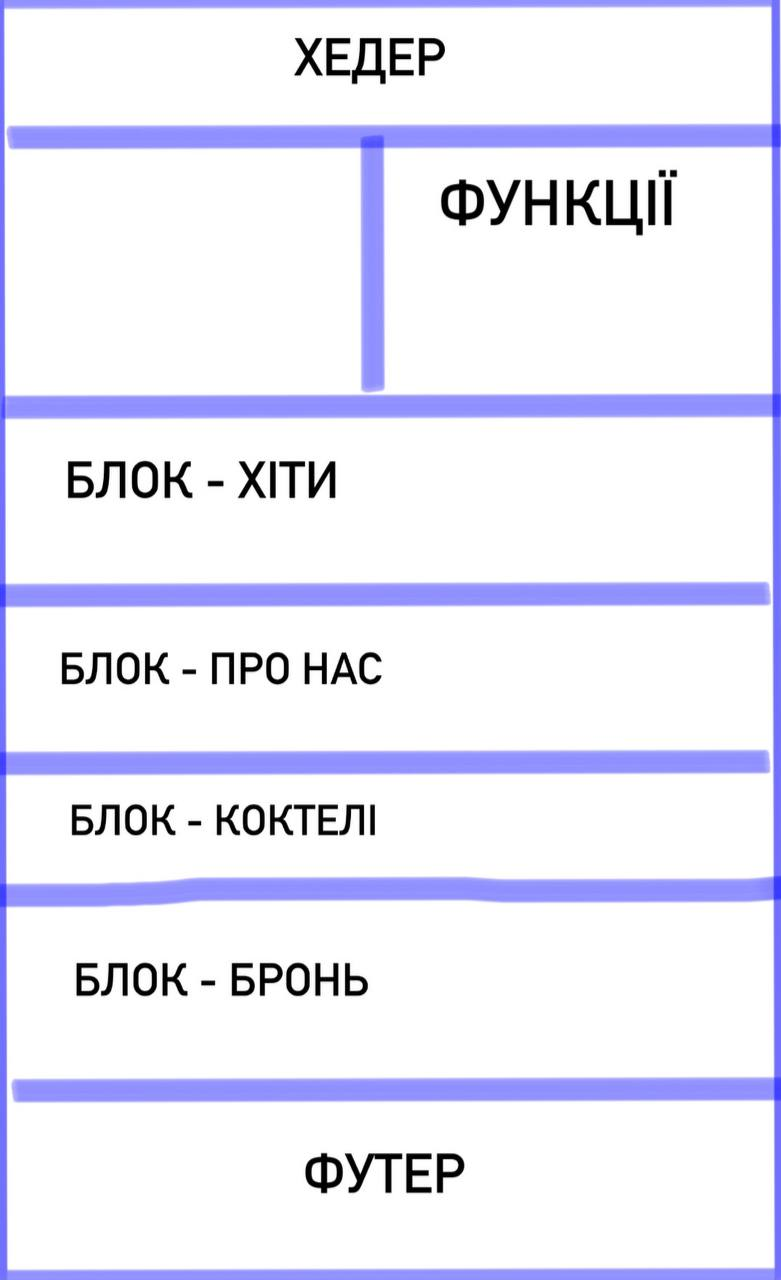 ХЕДЕР
ФУНКЦІЇ
БЛОК - ХІТИ
БЛОК - ПРО НАС
БЛОК - КОКТЕЛІ
БЛОК - БРОНЬ
ФУТЕР